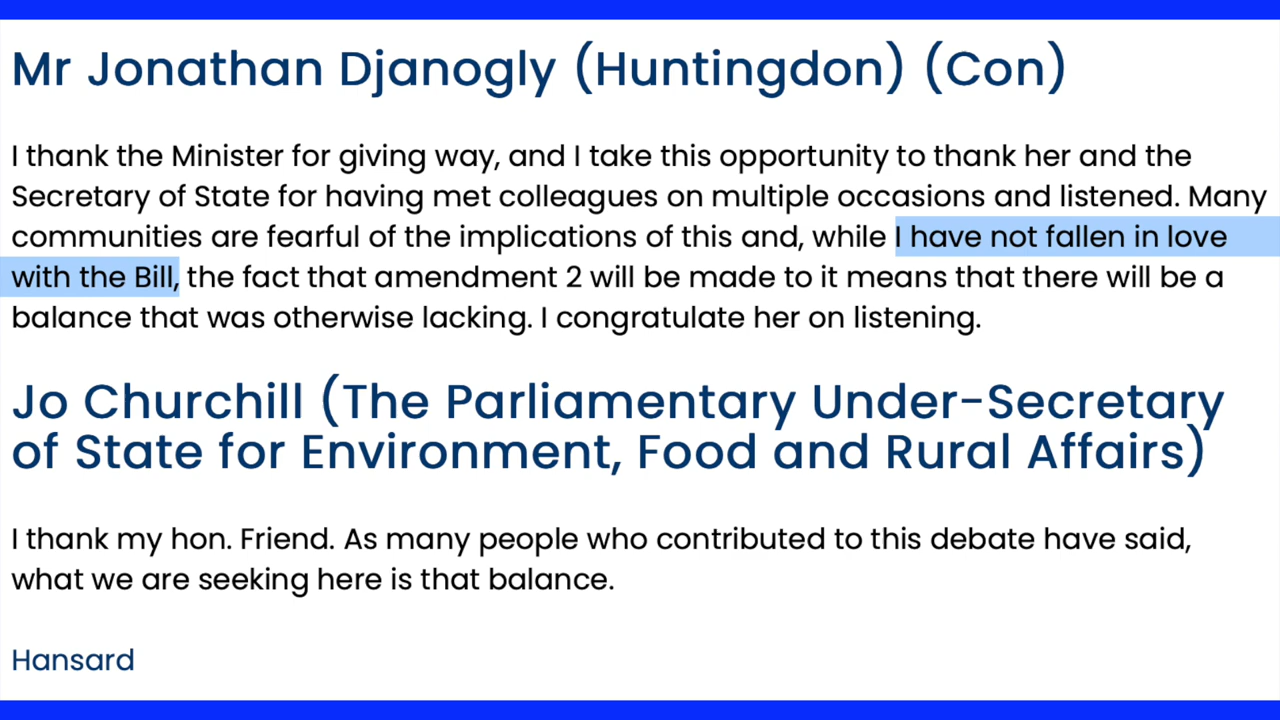 Mr Jonathan Djanogly (Huntingdon) (Con)
I thank the Minister for giving way, and I take this opportunity to thank her and the
Secretary of State for having met colleagues on multiple occasions and listened. Many
communities are fearful of the implications of this and, while I have not fallen in love
with the Bill, the fact that amendment 2 will be made to it means that there will be a
balance that was otherwise lacking. I congratulate her on listening.
Jo Churchill (The Parliamentary Under-Secretary
of State for Environment, Food and Rural Affairs)
I thank my hon. Friend. As many people who contributed to this debate have said,
what we are seeking here is that balance.
Hansard